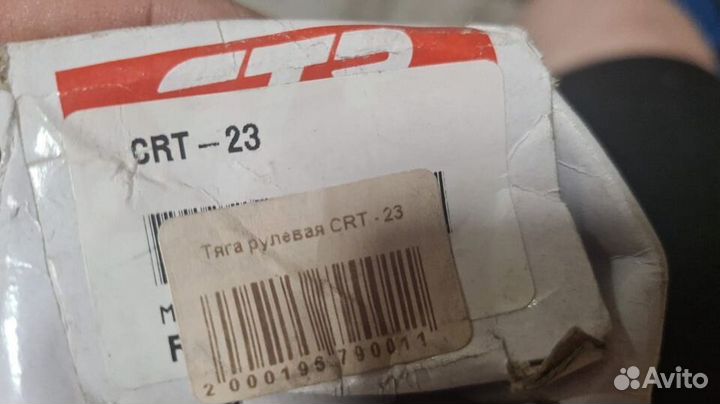 CTR
CRT - 23
Тяга рулевая CRT - 23
2 000195 790011
Avito